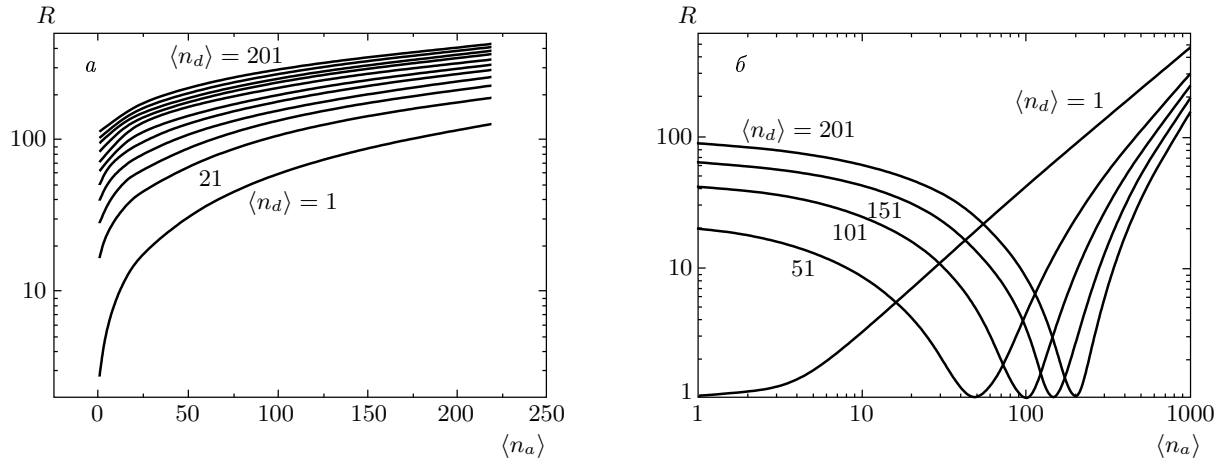 R
а
⟨n_d⟩ = 201
100
21
⟨n_d⟩ = 1
10
0 50 100 150 200 250
⟨n_a⟩
R
б
⟨n_d⟩ = 1
⟨n_d⟩ = 201
100
151
101
51
10
1
1 10 100 1000
⟨n_a⟩